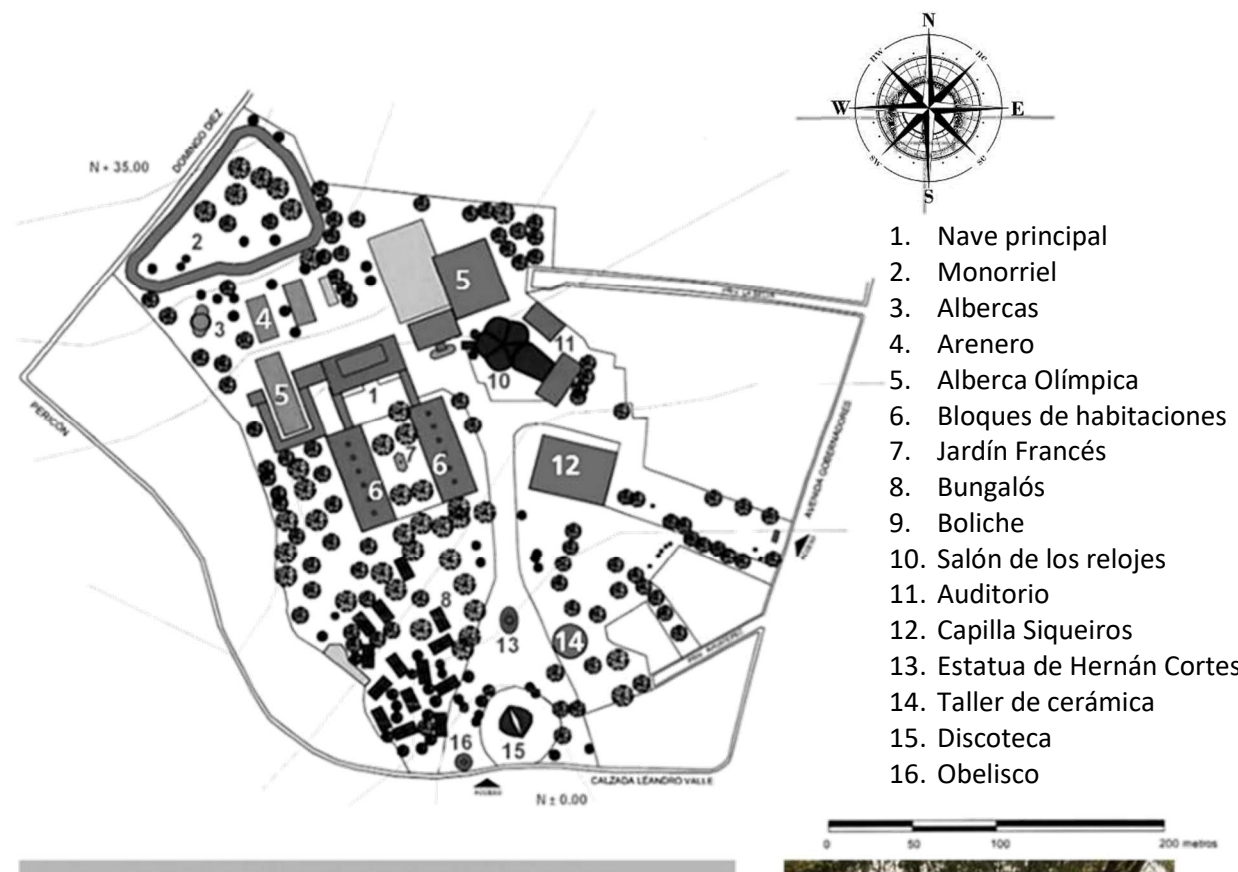 N
nw
ne
W
E
sw
se
S
DOMINGO DIEZ
N + 35.00
2
5
3
4
11
10
5
1
PERICÓN
7
6
6
12
AVENIDA GOBERNADORES
8
13
14
16
15
CALZADA LEANDRO VALLE
N ± 0.00
1. Nave principal
2. Monorriel
3. Albercas
4. Arenero
5. Alberca Olímpica
6. Bloques de habitaciones
7. Jardín Francés
8. Bungalós
9. Boliche
10. Salón de los relojes
11. Auditorio
12. Capilla Siqueiros
13. Estatua de Hernán Cortes
14. Taller de cerámica
15. Discoteca
16. Obelisco
0 50 100 200 metros